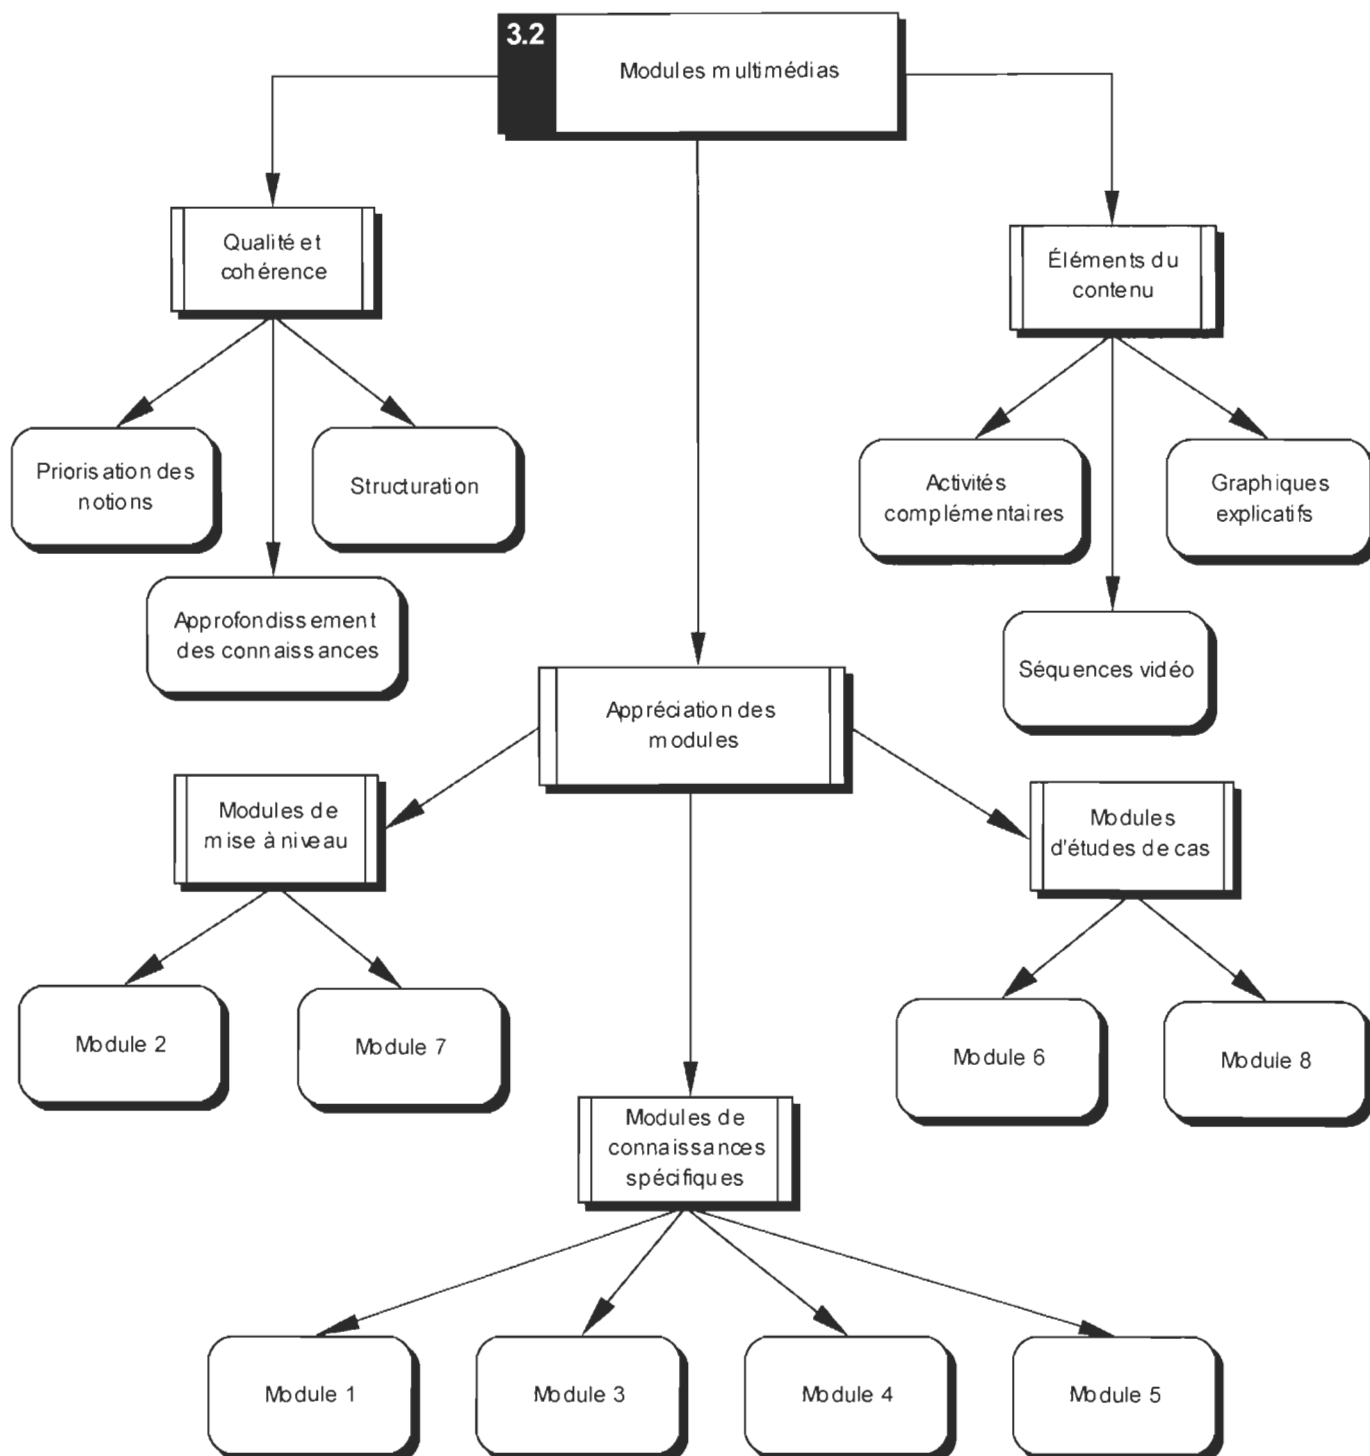 3.2
Modules multimédias
Qualité et
cohérence
Éléments du
contenu
Priorisation des
notions
Structuration
Approfondissement
des connaissances
Activités
complémentaires
Graphiques
explicatifs
Séquences vidéo
Appréciation des
modules
Modules de
mise à niveau
Modules
d'études de cas
Module 2
Module 7
Module 6
Module 8
Modules de
connaissances
spécifiques
Module 1
Module 3
Module 4
Module 5